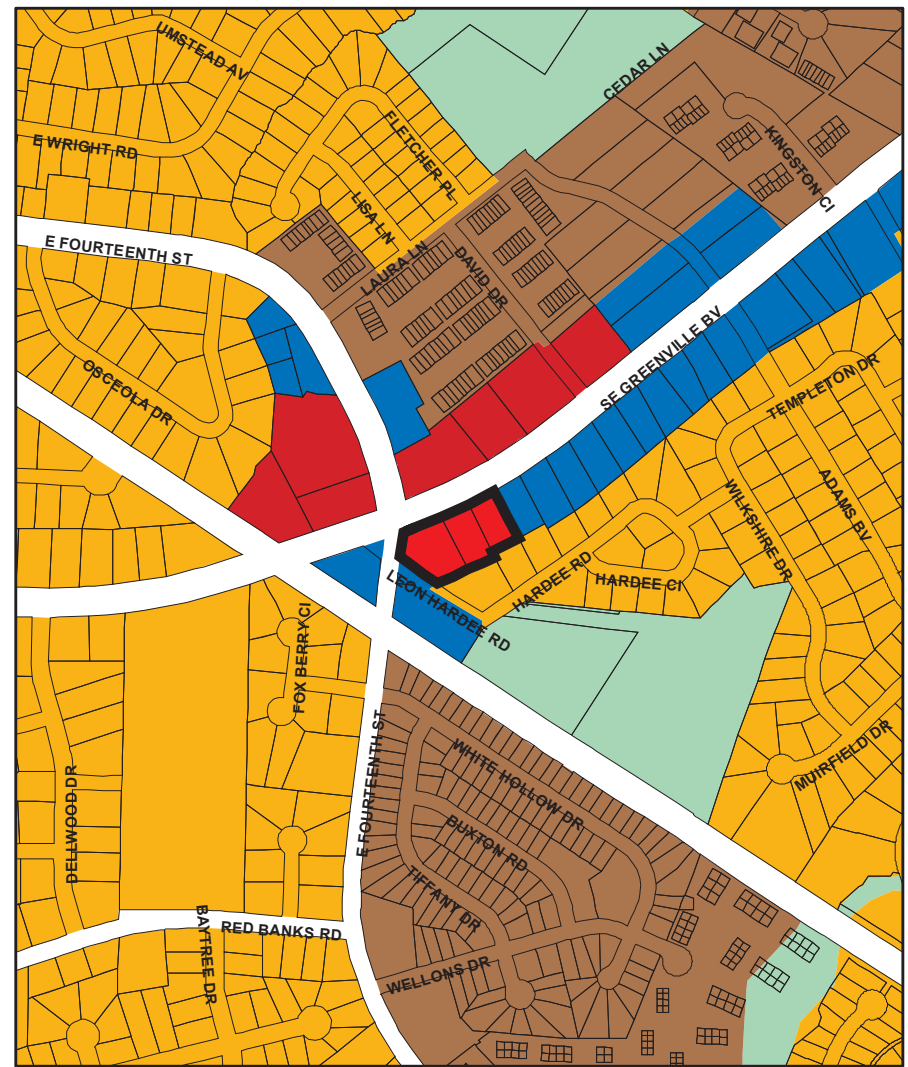 UMSTEAD AV
CEDAR LN
E WRIGHT RD
FLETCHER PL
KINGSTON CI
LISA LN
E FOURTEENTH ST
LAURA LN
DAVID DR
SE GREENVILLE BV
OSCEOLA DR
TEMPLETON DR
ADAMS BV
WILKSHIRE DR
HARDEE RD
HARDEE CI
LEON HARDEE RD
FOX BERRY CI
E FOURTEENTH ST
WHITE HOLLOW DR
MUIRFIELD DR
DELLWOOD DR
BUXTON RD
TIFFANY DR
BAYTREE DR
RED BANKS RD
WELLONS DR